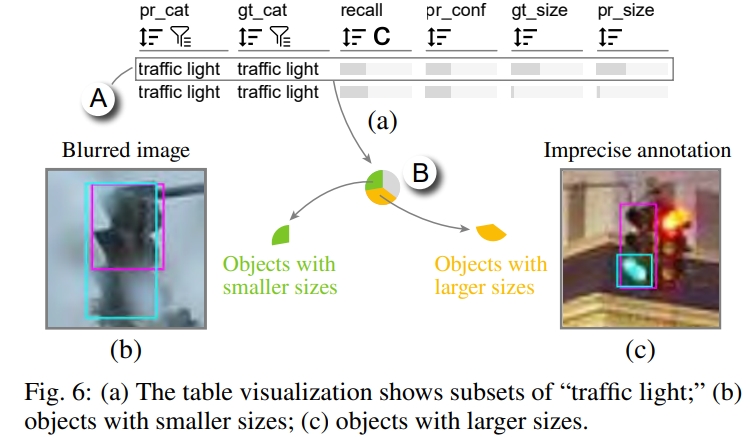 pr_cat gt_cat recall pr_conf gt_size pr_size
C
traffic light traffic light
A
traffic light traffic light
(a)
Blurred image
Imprecise annotation
B
Objects with
smaller sizes
Objects with
larger sizes
(b)
(c)
Fig. 6: (a) The table visualization shows subsets of “traffic light;” (b)
objects with smaller sizes; (c) objects with larger sizes.